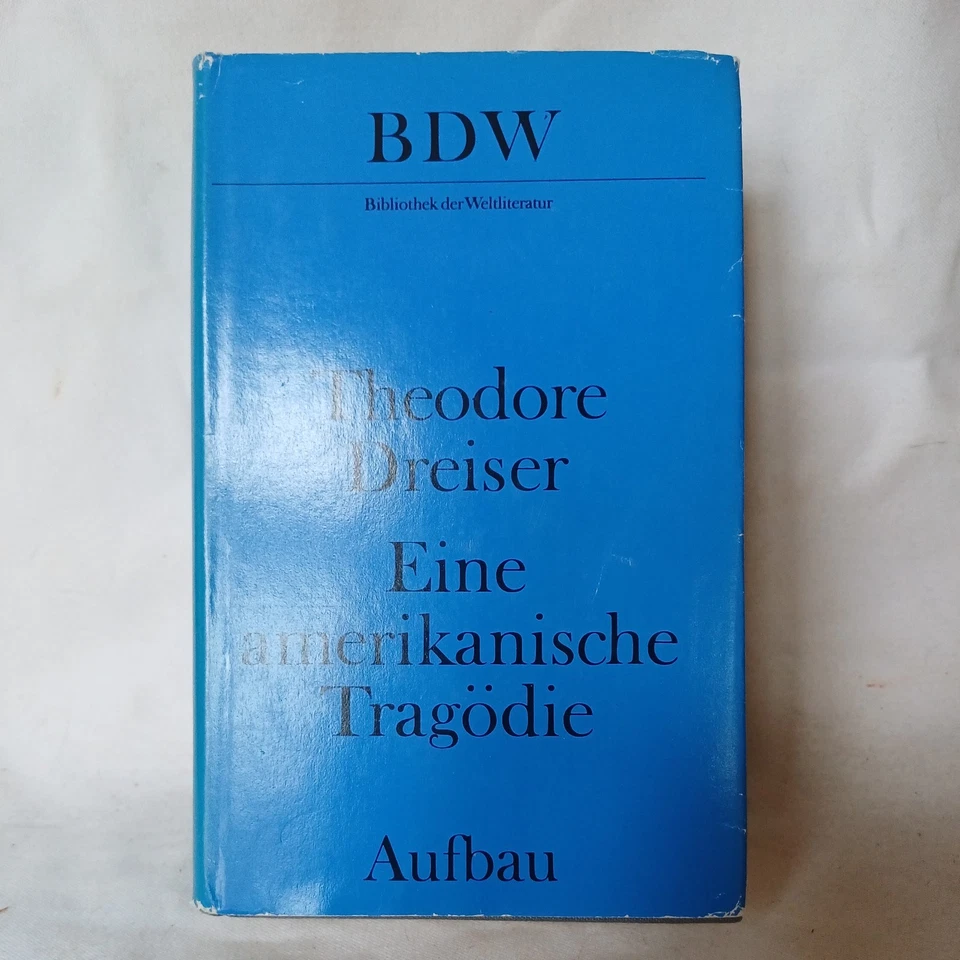 BDW
Bibliothek der Weltliteratur
Theodore
Dreiser
Eine
amerikanische
Tragödie
Aufbau